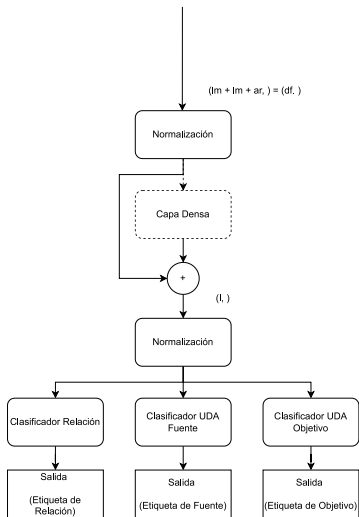 (lm + lm + ar, ) = (df, )
Normalización
Capa Densa
+
(l, )
Normalización
Clasificador Relación
Clasificador UDA
Fuente
Clasificador UDA
Objetivo
Salida
(Etiqueta de
Relación)
Salida
(Etiqueta de Fuente)
Salida
(Etiqueta de Objetivo)